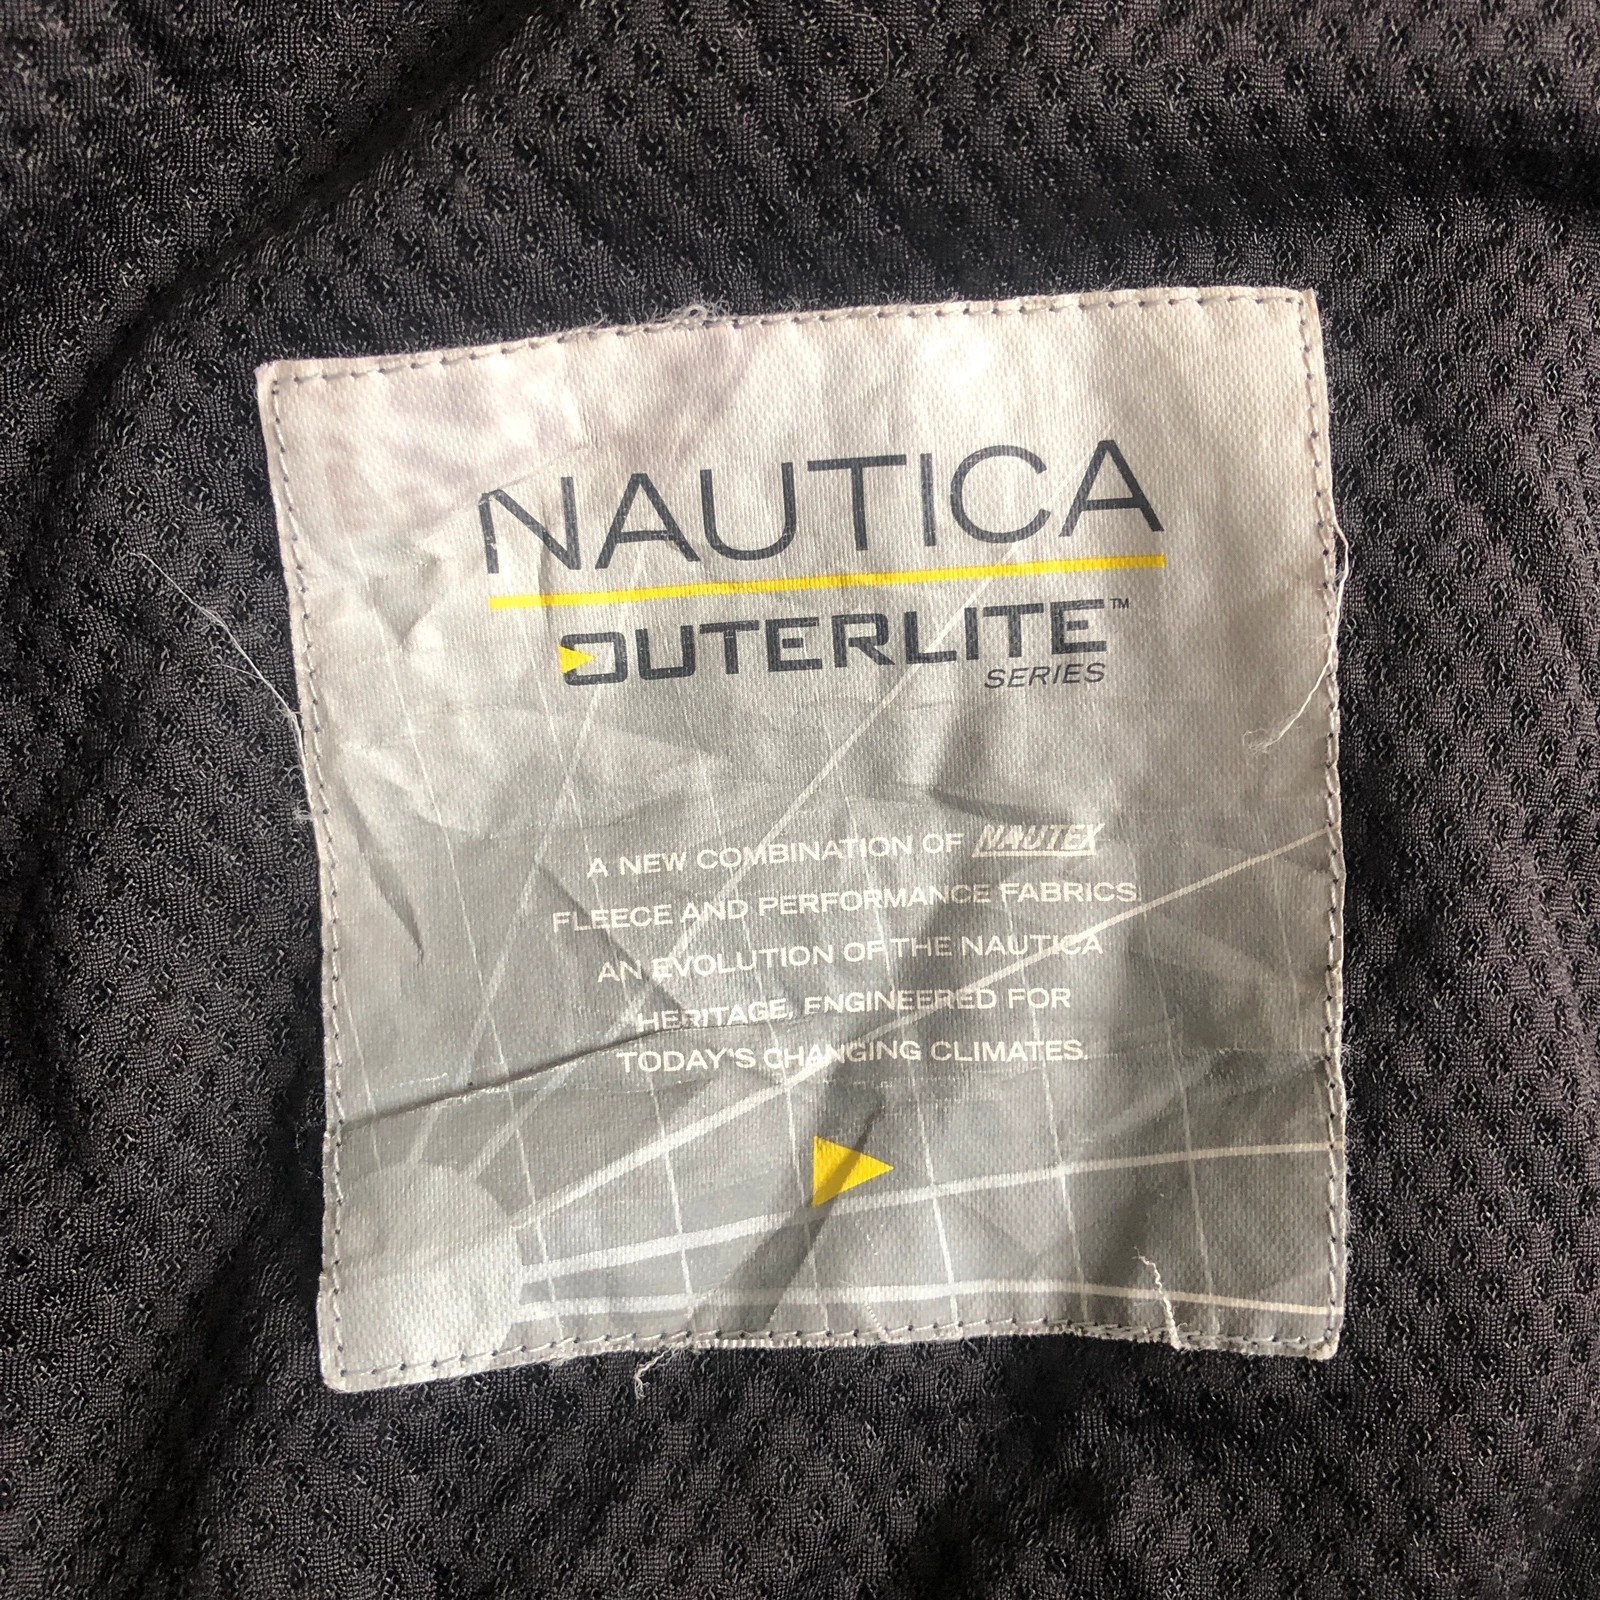 NAUTICA
OUTERLITE™
SERIES
A NEW COMBINATION OF NAUTEX
FLEECE AND PERFORMANCE FABRICS.
AN EVOLUTION OF THE NAUTICA
HERITAGE, ENGINEERED FOR
TODAY'S CHANGING CLIMATES.